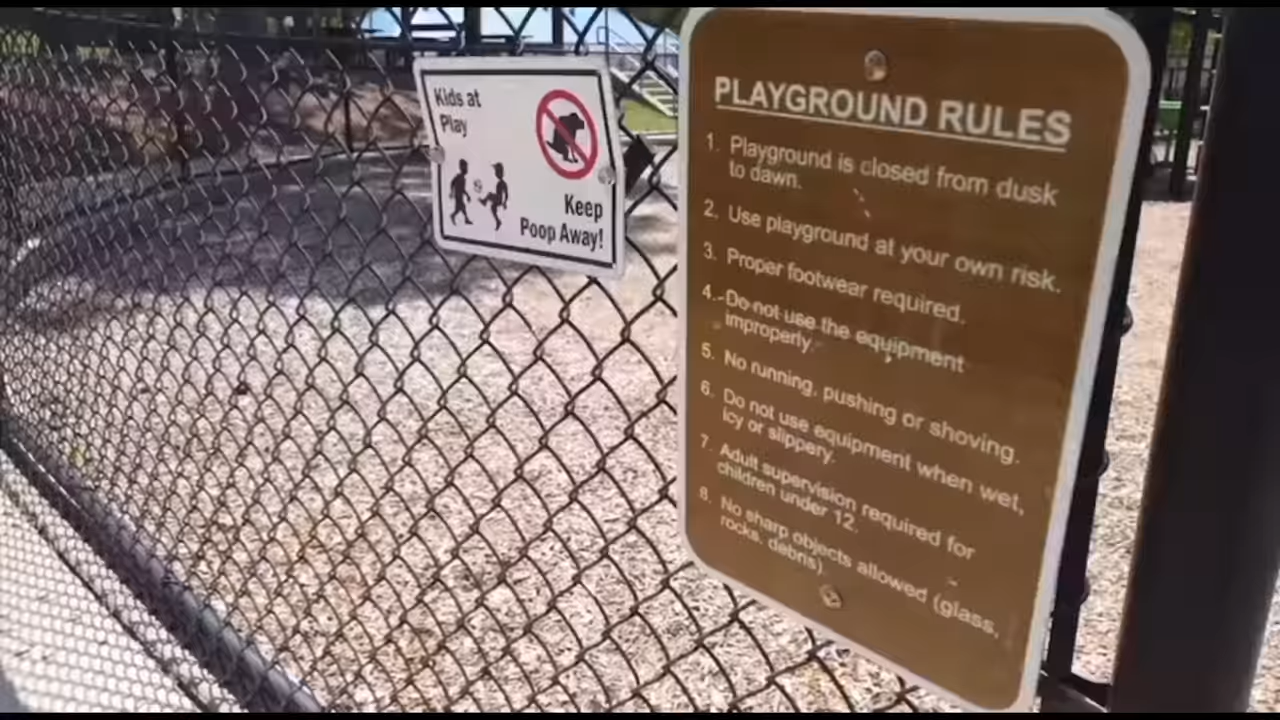 Kids at
Play
Keep
Poop Away!
PLAYGROUND RULES
1. Playground is closed from dusk
to dawn.
2. Use playground at your own risk.
3. Proper footwear required.
4. Do not use the equipment
improperly.
5. No running, pushing or shoving.
6. Do not use equipment when wet,
icy or slippery.
7. Adult supervision required for
children under 12.
8. No sharp objects allowed (glass,
rocks, debris)